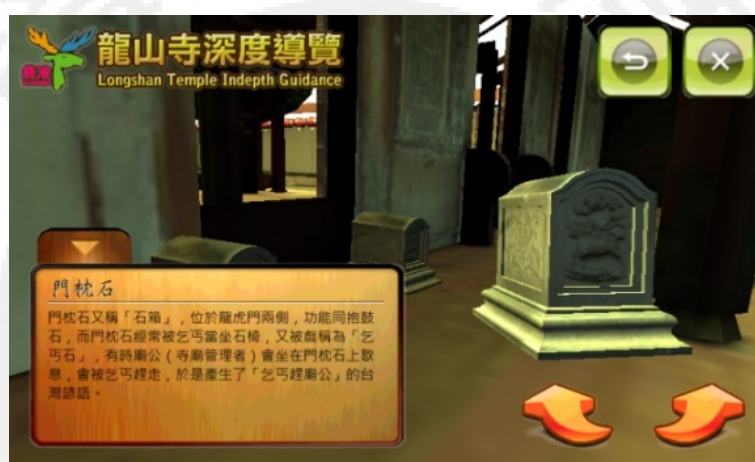 龍山寺深度導覽
Longshan Temple Indepth Guidance
鹿港
門枕石
門枕石又稱「石箱」，位於龍虎門兩側，功能同抱鼓
石，而門枕石經常被乞丐當坐石椅，又被戲稱為「乞
丐石」，有時廟公（寺廟管理者）會坐在門枕石上歇
息，會被乞丐趕走，於是產生了「乞丐趕廟公」的台
灣諺語。